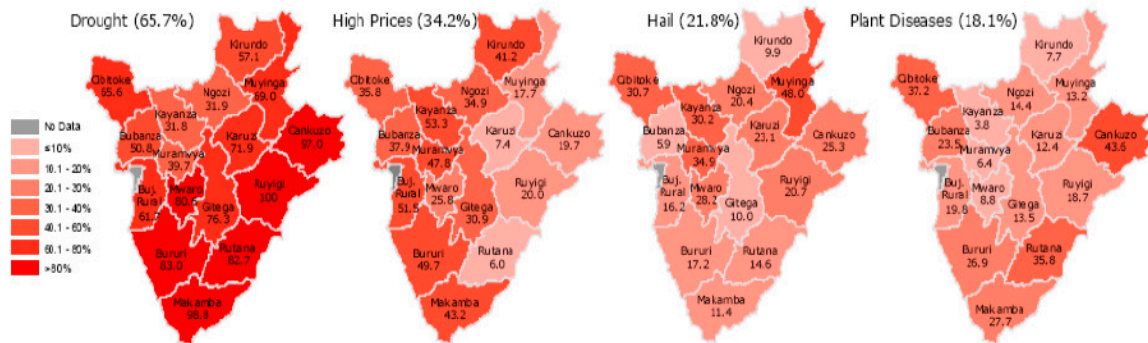 Drought (65.7%)
High Prices (34.2%)
Hail (21.8%)
Plant Diseases (18.1%)
No Data
≤10%
10.1 - 20%
20.1 - 30%
30.1 - 40%
40.1 - 60%
60.1 - 80%
>80%
Kirundo
57.1
Cibitoke
65.6
Ngozi
31.9
Muyinga
69.0
Kayanza
31.8
Bubanza
50.8
Karuzi
71.9
Cankuzo
97.0
Muramvya
39.7
Buj.
Rural
61.7
Mwaro
80.6
Gitega
76.3
Ruyigi
100
Bururi
83.0
Rutana
82.7
Makamba
98.8
Kirundo
41.2
Cibitoke
35.8
Ngozi
34.9
Muyinga
17.7
Kayanza
53.3
Bubanza
37.9
Karuzi
7.4
Cankuzo
19.7
Muramvya
47.8
Buj.
Rural
51.5
Mwaro
25.8
Gitega
30.9
Ruyigi
20.0
Bururi
49.7
Rutana
6.0
Makamba
43.2
Kirundo
9.9
Cibitoke
30.7
Ngozi
20.4
Muyinga
48.0
Kayanza
30.2
Bubanza
5.9
Karuzi
23.1
Cankuzo
25.3
Muramvya
34.9
Buj.
Rural
16.2
Mwaro
28.2
Gitega
10.0
Ruyigi
20.7
Bururi
17.2
Rutana
14.6
Makamba
11.4
Kirundo
7.7
Cibitoke
37.2
Ngozi
14.4
Muyinga
13.2
Kayanza
3.8
Bubanza
23.5
Karuzi
12.4
Cankuzo
43.6
Muramvya
6.4
Buj.
Rural
19.8
Mwaro
8.8
Gitega
13.5
Ruyigi
18.7
Bururi
26.9
Rutana
35.8
Makamba
27.7